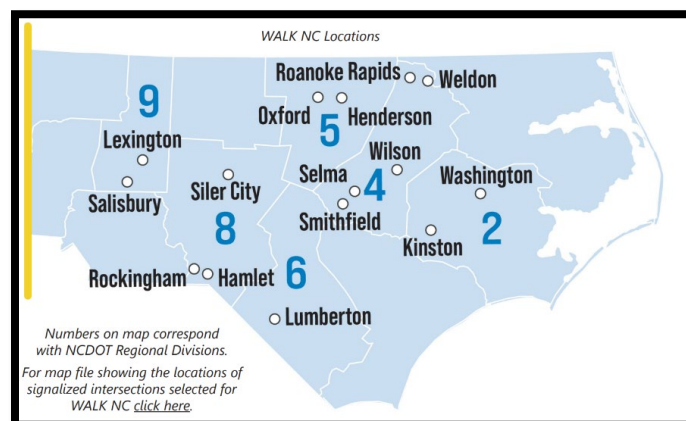 WALK NC Locations
Roanoke Rapids
Weldon
9
Oxford
Henderson
5
Lexington
Wilson
Selma
4
Washington
Siler City
Salisbury
Smithfield
2
8
Kinston
6
Rockingham
Hamlet
Lumberton
Numbers on map correspond
with NCDOT Regional Divisions.
For map file showing the locations of
signalized intersections selected for
WALK NC click here.